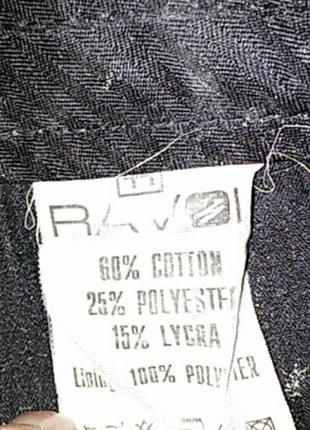 60% COTTON
25% POLYESTER
15% LYCRA
Lining 100%